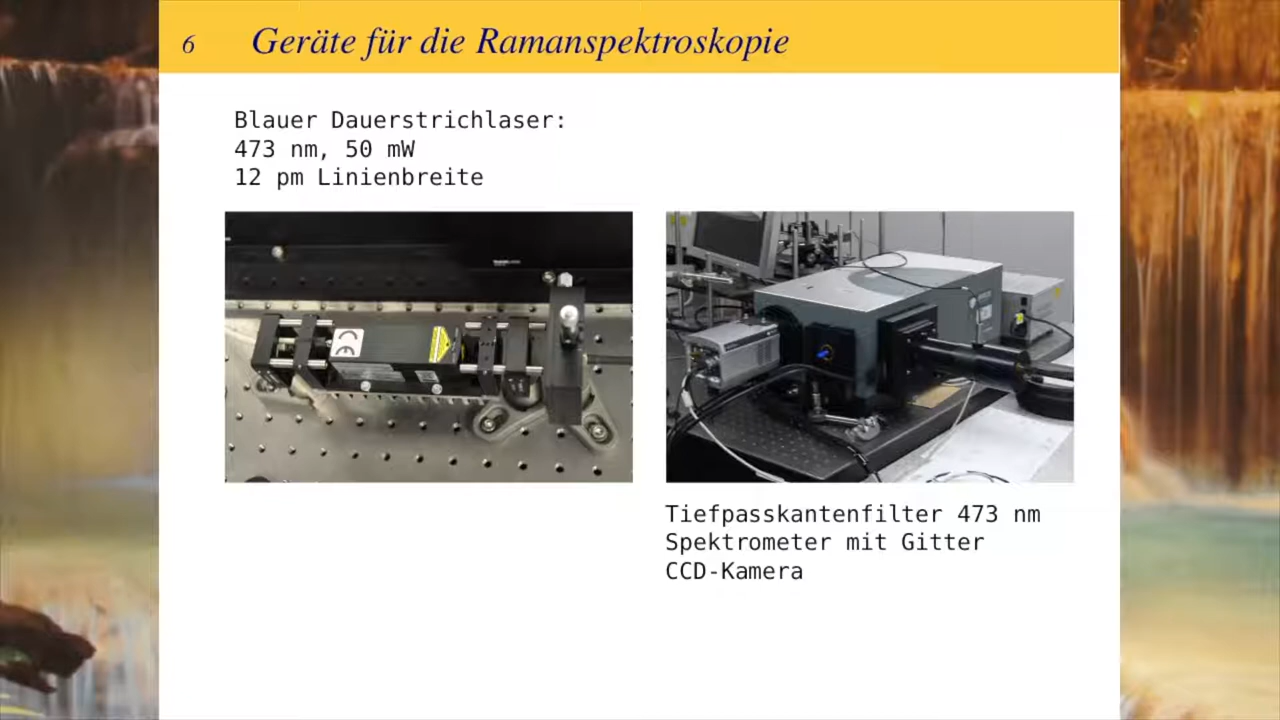 6 Geräte für die Ramanspektroskopie
Blauer Dauerstrichlaser:
473 nm, 50 mW
12 pm Linienbreite
CE
Tiefpasskantenfilter 473 nm
Spektrometer mit Gitter
CCD-Kamera